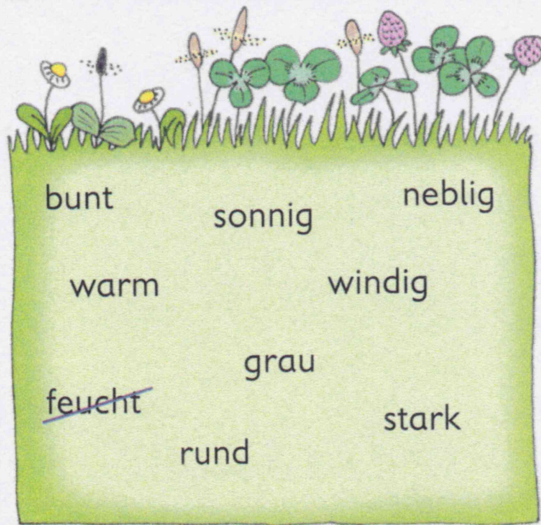 bunt
sonnig
neblig
warm
windig
grau
feucht
stark
rund